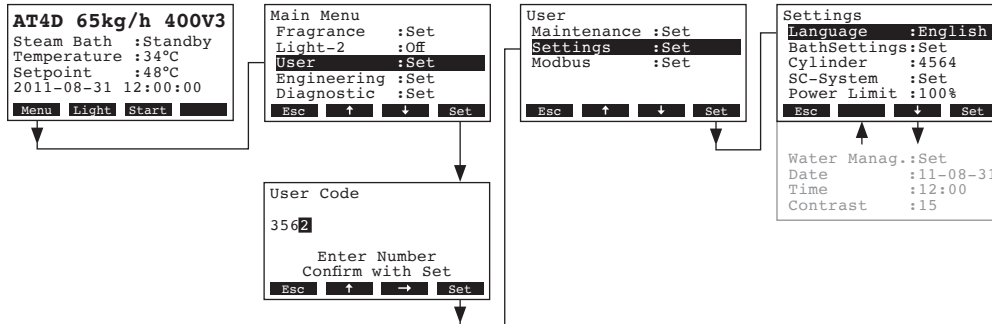 AT4D 65kg/h 400V3
Steam Bath :Standby
Temperature :34°C
Setpoint :48°C
2011-08-31 12:00:00
Menu Light Start
Main Menu
Fragrance :Set
Light-2 :Off
User :Set
Engineering :Set
Diagnostic :Set
Esc ↑ ↓ Set
User Code
3562
Enter Number
Confirm with Set
Esc ↑ → Set
User
Maintenance :Set
Settings :Set
Modbus :Set
Esc ↑ ↓ Set
Settings
Language :English
BathSettings:Set
Cylinder :4564
SC-System :Set
Power Limit :100%
Esc ↓ Set
Water Manag.:Set
Date :11-08-31
Time :12:00
Contrast :15